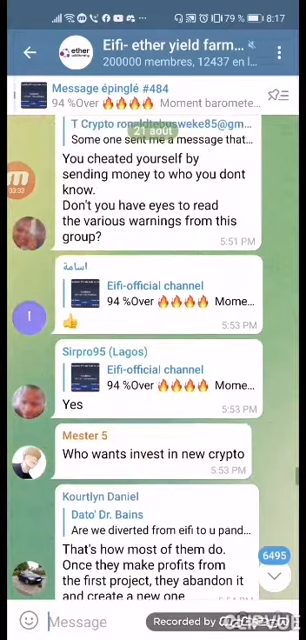 79 % 8:17
ether
Eifi- ether yield farm...
200000 membres, 12437 en l...
Message épinglé #484
94 %Over 🔥🔥🔥🔥 Moment baromete...
T Crypto ronaldtebusweke85@gm...
21 août
Some one sent me a message that...
You cheated yourself by
sending money to who you dont
know.
Don't you have eyes to read
the various warnings from this
group?
5:51 PM
اسامة
Eifi-official channel
94 %Over 🔥🔥🔥🔥 Mome...
👍
5:53 PM
Sirpro95 (Lagos)
Eifi-official channel
94 %Over 🔥🔥🔥🔥 Mome...
Yes
5:53 PM
Mester 5
Who wants invest in new crypto
5:53 PM
Kourtlyn Daniel
Dato' Dr. Bains
Are we diverted from eifi to u pand...
That's how most of them do.
Once they make profits from
the first project, they abandon it
and create a new one
6495
Message
Recorded by